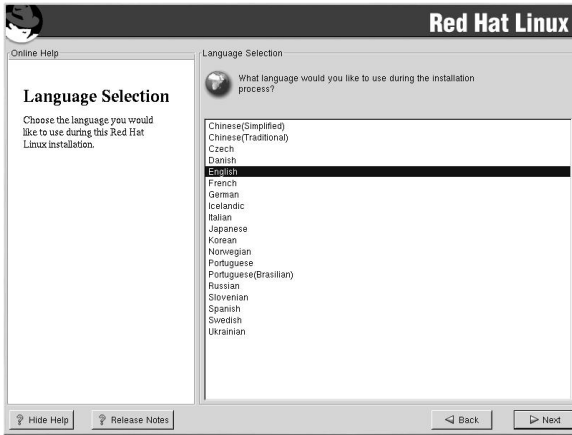 Red Hat Linux
Online Help
Language Selection
Choose the language you would
like to use during this Red Hat
Linux installation.
Language Selection
What language would you like to use during the installation
process?
Chinese(Simplified)
Chinese(Traditional)
Czech
Danish
English
French
German
Icelandic
Italian
Japanese
Korean
Norwegian
Portuguese
Portuguese(Brasilian)
Russian
Slovenian
Spanish
Swedish
Ukrainian
Hide Help
Release Notes
Back
Next